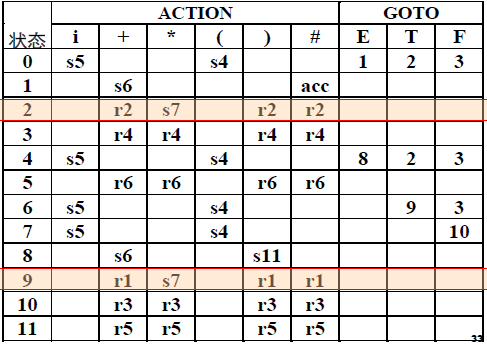 ACTION GOTO
状态 i + * ( ) # E T F
0 s5 s4 1 2 3
1 s6 acc
2 r2 s7 r2 r2
3 r4 r4 r4 r4
4 s5 s4 8 2 3
5 r6 r6 r6 r6
6 s5 s4 9 3
7 s5 s4 10
8 s6 s11
9 r1 s7 r1 r1
10 r3 r3 r3 r3
11 r5 r5 r5 r5
33